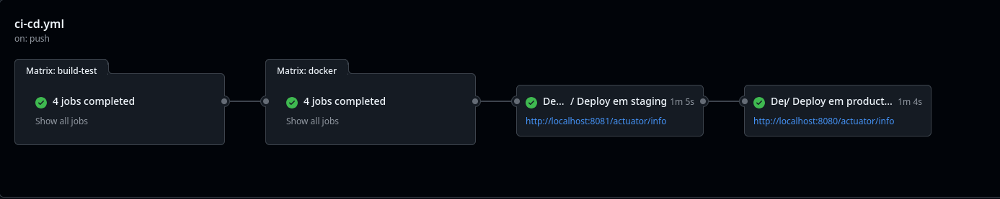 ci-cd.yml
on: push
Matrix: build-test
4 jobs completed
Show all jobs
Matrix: docker
4 jobs completed
Show all jobs
De... / Deploy em staging 1m 5s
http://localhost:8081/actuator/info
De / Deploy em product... 1m 4s
http://localhost:8080/actuator/info